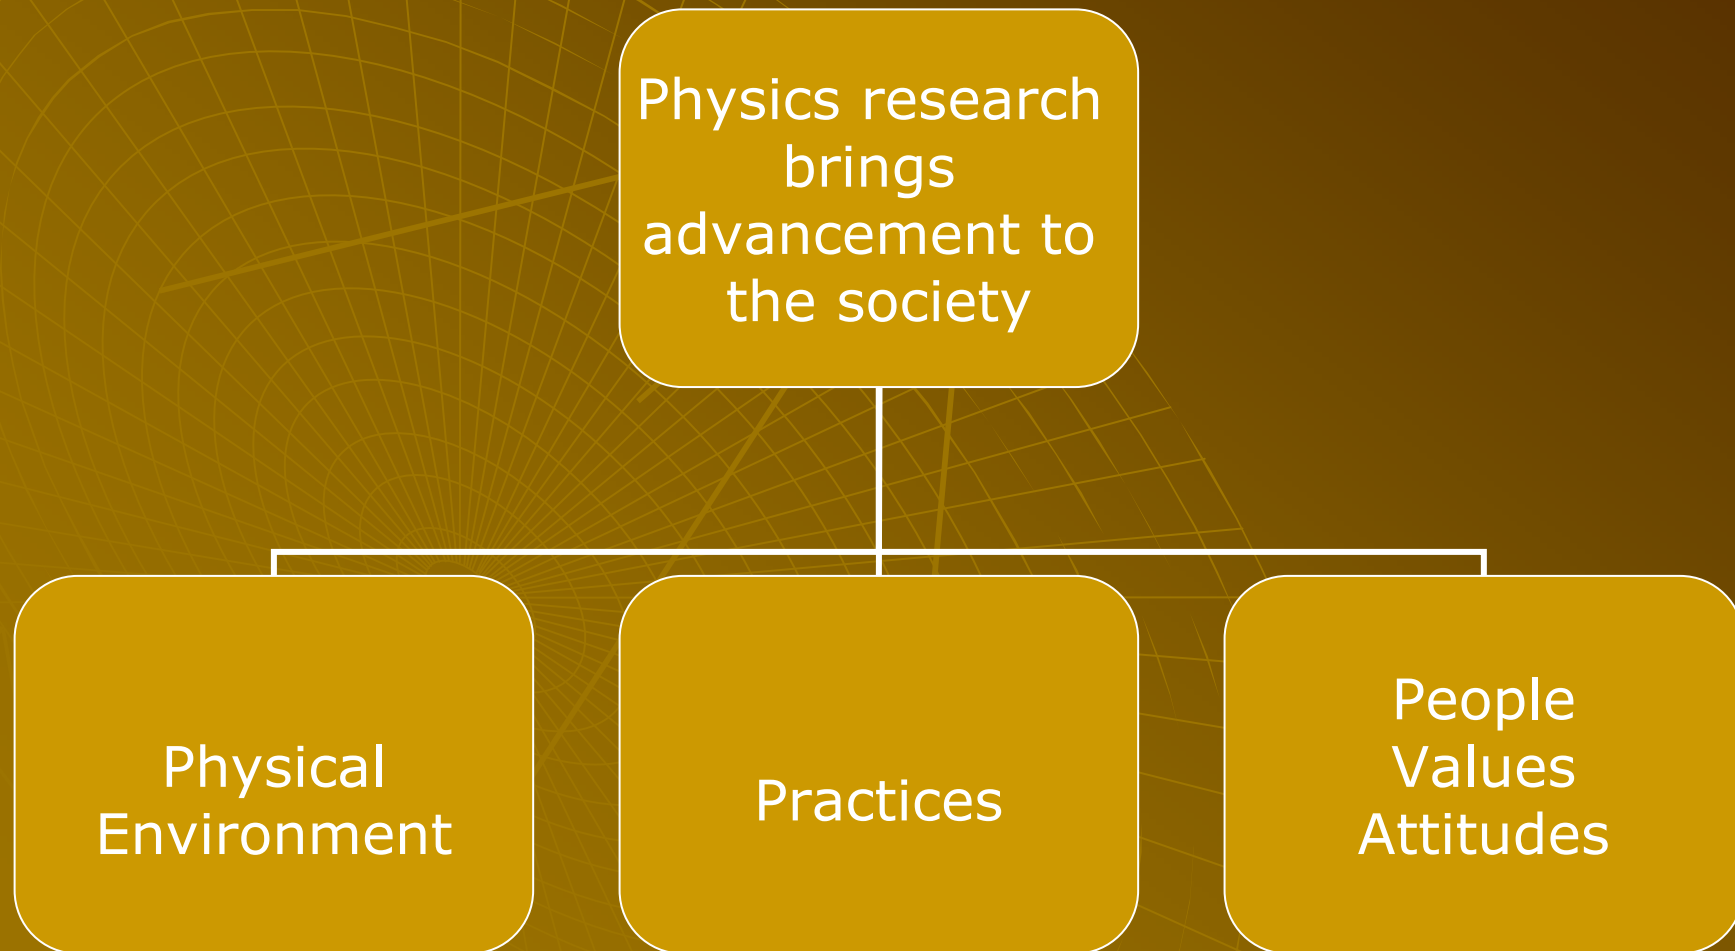 Physics research
brings
advancement to
the society
Physical
Environment
Practices
People
Values
Attitudes